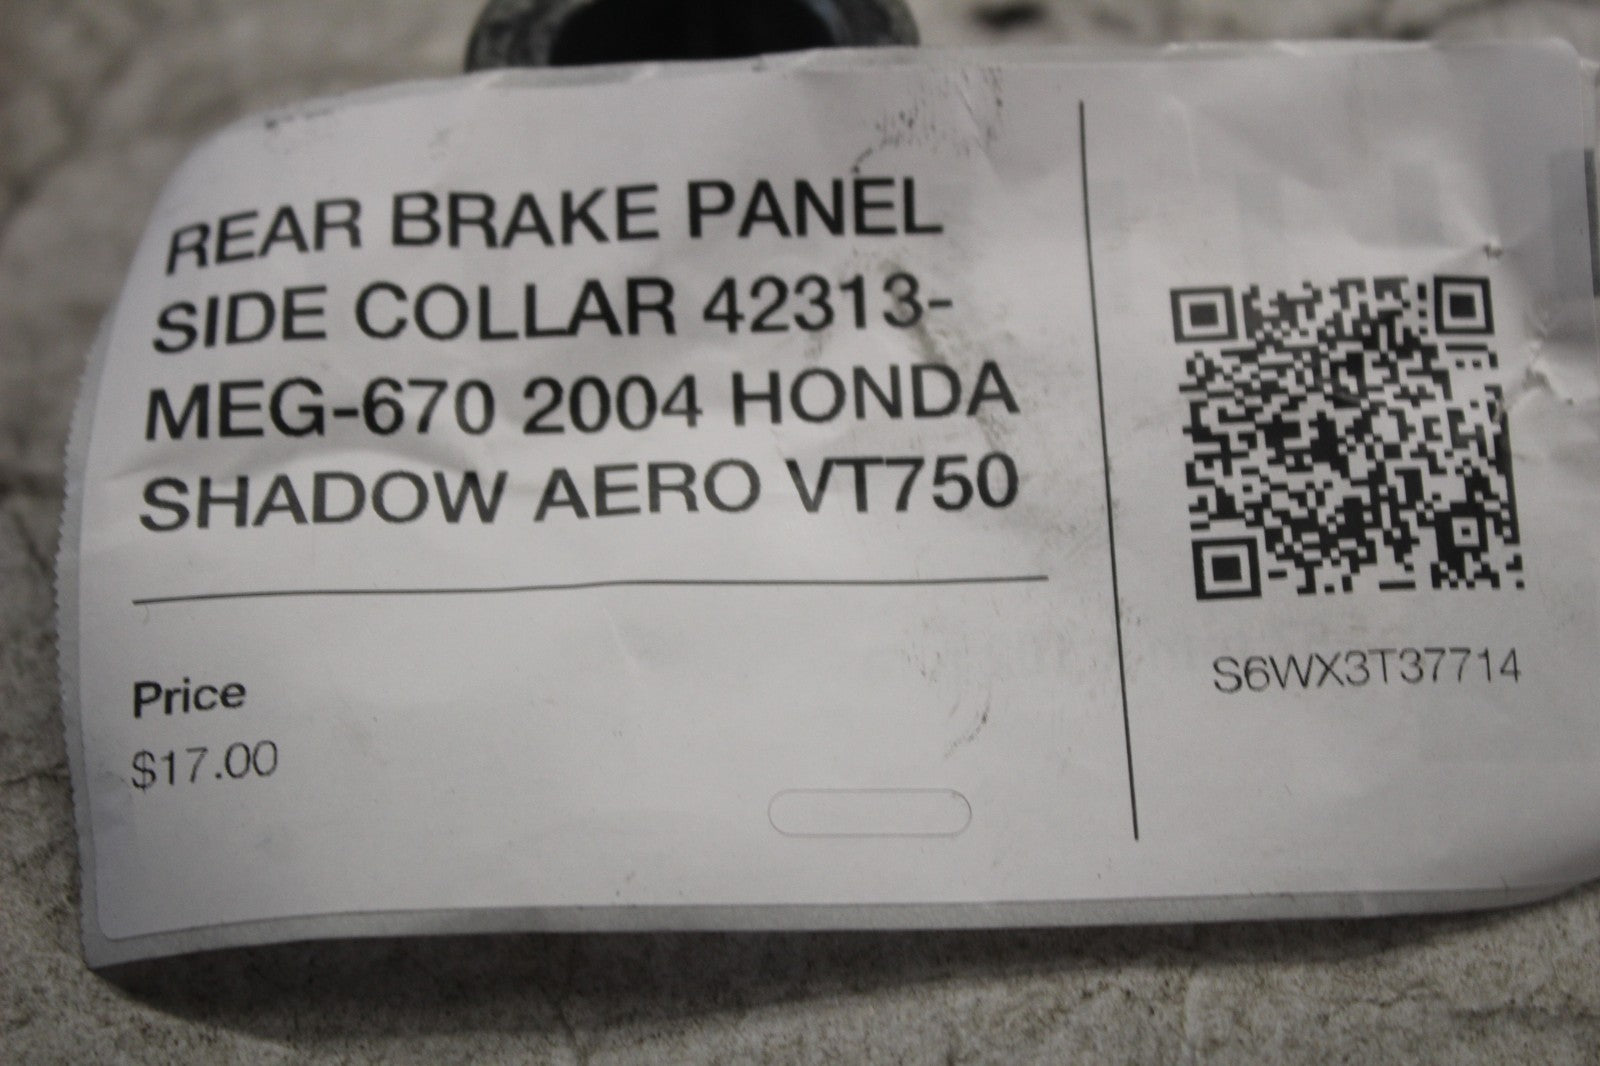 REAR BRAKE PANEL
SIDE COLLAR 42313-
MEG-670 2004 HONDA
SHADOW AERO VT750
Price
$17.00
S6WX3T37714